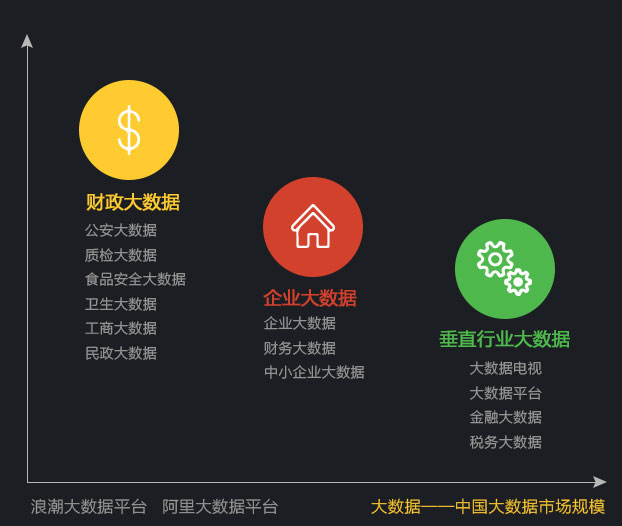 财政大数据
公安大数据
质检大数据
食品安全大数据
卫生大数据
工商大数据
民政大数据
企业大数据
企业大数据
财务大数据
中小企业大数据
垂直行业大数据
大数据电视
大数据平台
金融大数据
税务大数据
浪潮大数据平台 阿里大数据平台
大数据——中国大数据市场规模